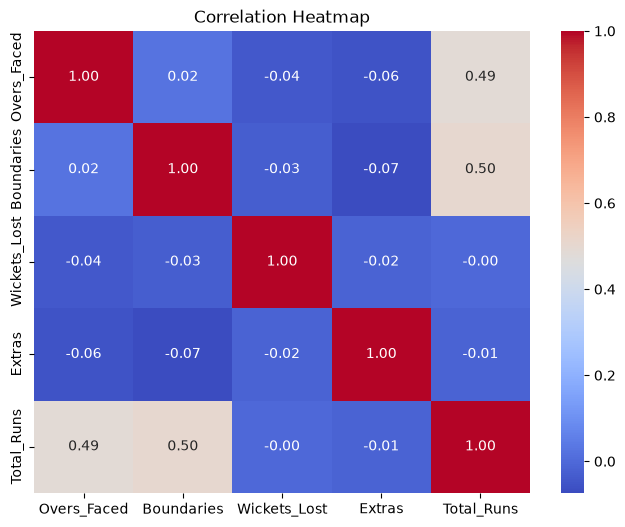 Correlation Heatmap
Overs_Faced 1.00 0.02 -0.04 -0.06 0.49
Boundaries 0.02 1.00 -0.03 -0.07 0.50
Wickets_Lost -0.04 -0.03 1.00 -0.02 -0.00
Extras -0.06 -0.07 -0.02 1.00 -0.01
Total_Runs 0.49 0.50 -0.00 -0.01 1.00
Overs_Faced Boundaries Wickets_Lost Extras Total_Runs
1.0
0.8
0.6
0.4
0.2
0.0